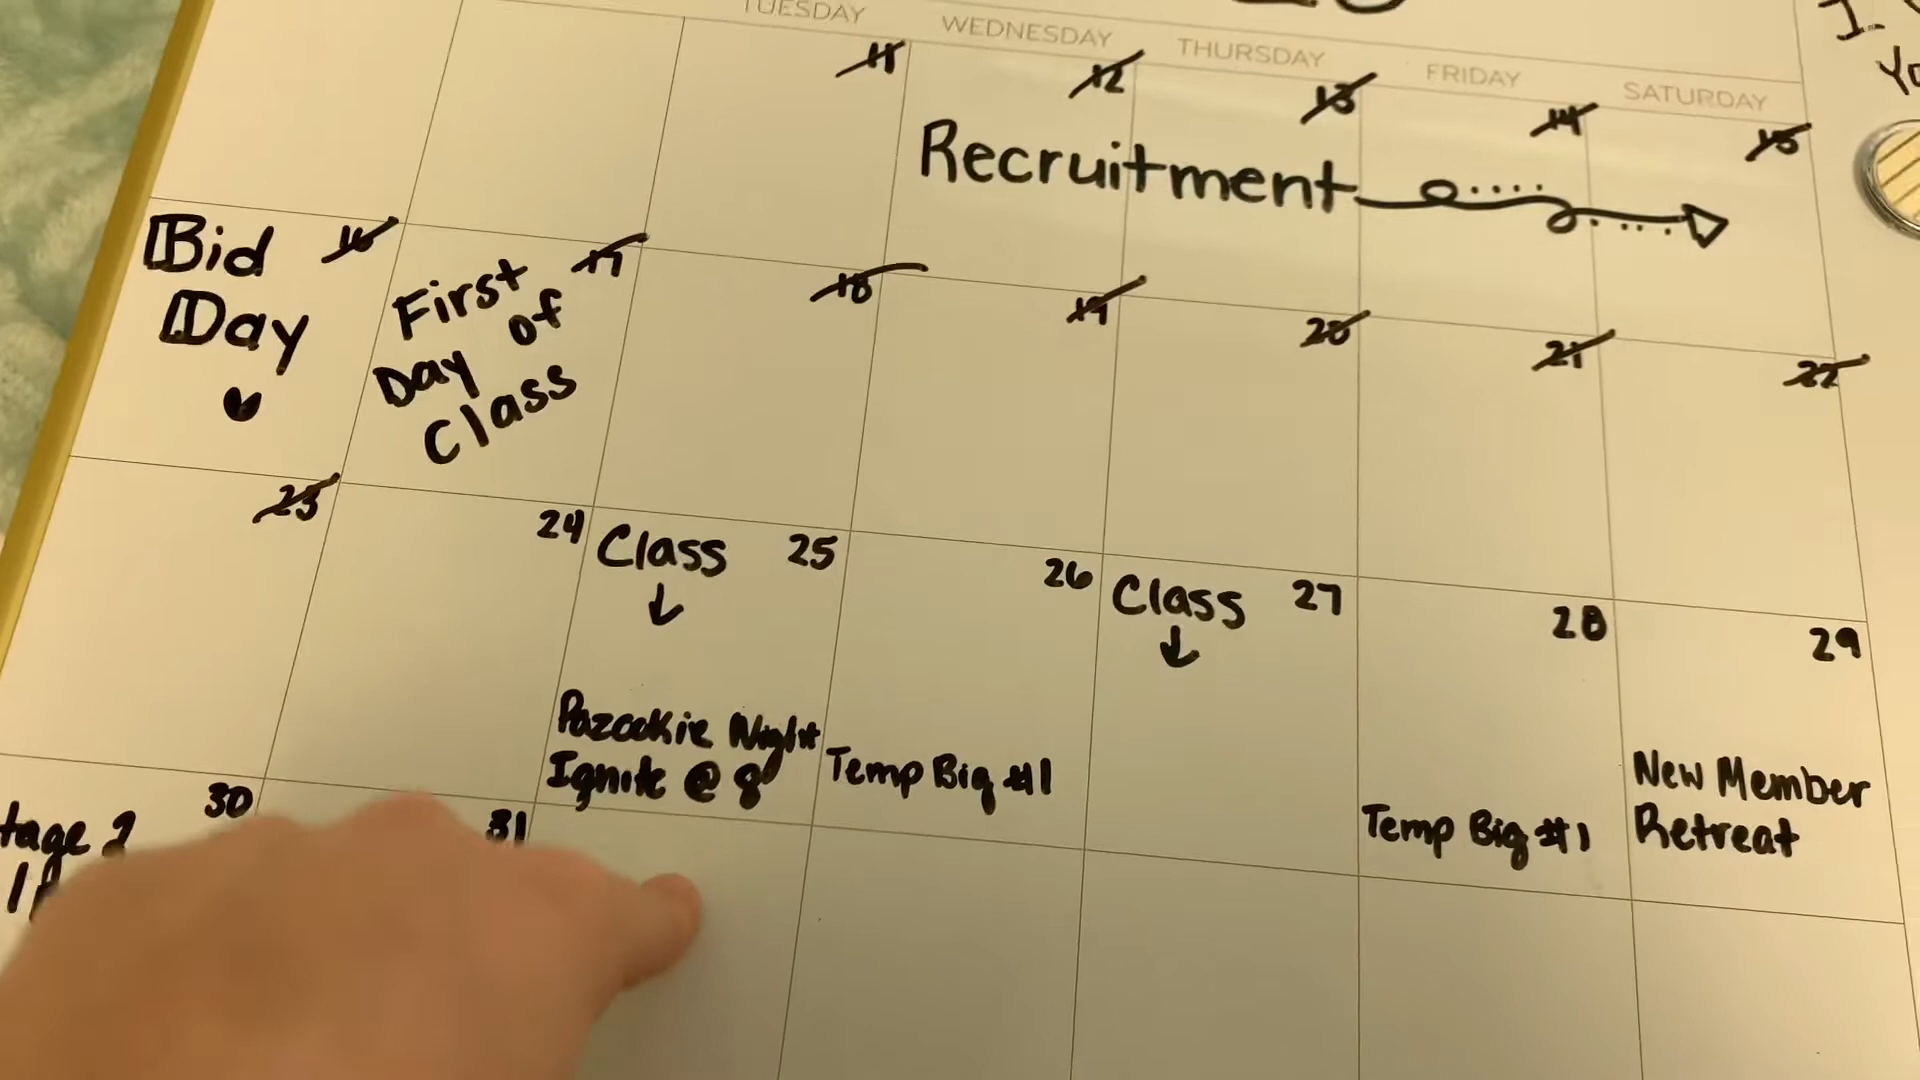 TUESDAY
WEDNESDAY
THURSDAY
FRIDAY
SATURDAY
11
12
13
14
15
Recruitment
Bid
Day
16
First
Day of
Class
17
18
19
20
21
22
23
24
Class
25
Pazookie Night
Ignite @ 8
26
Temp Big #1
Class
27
28
Temp Big #1
29
New Member
Retreat
30
31